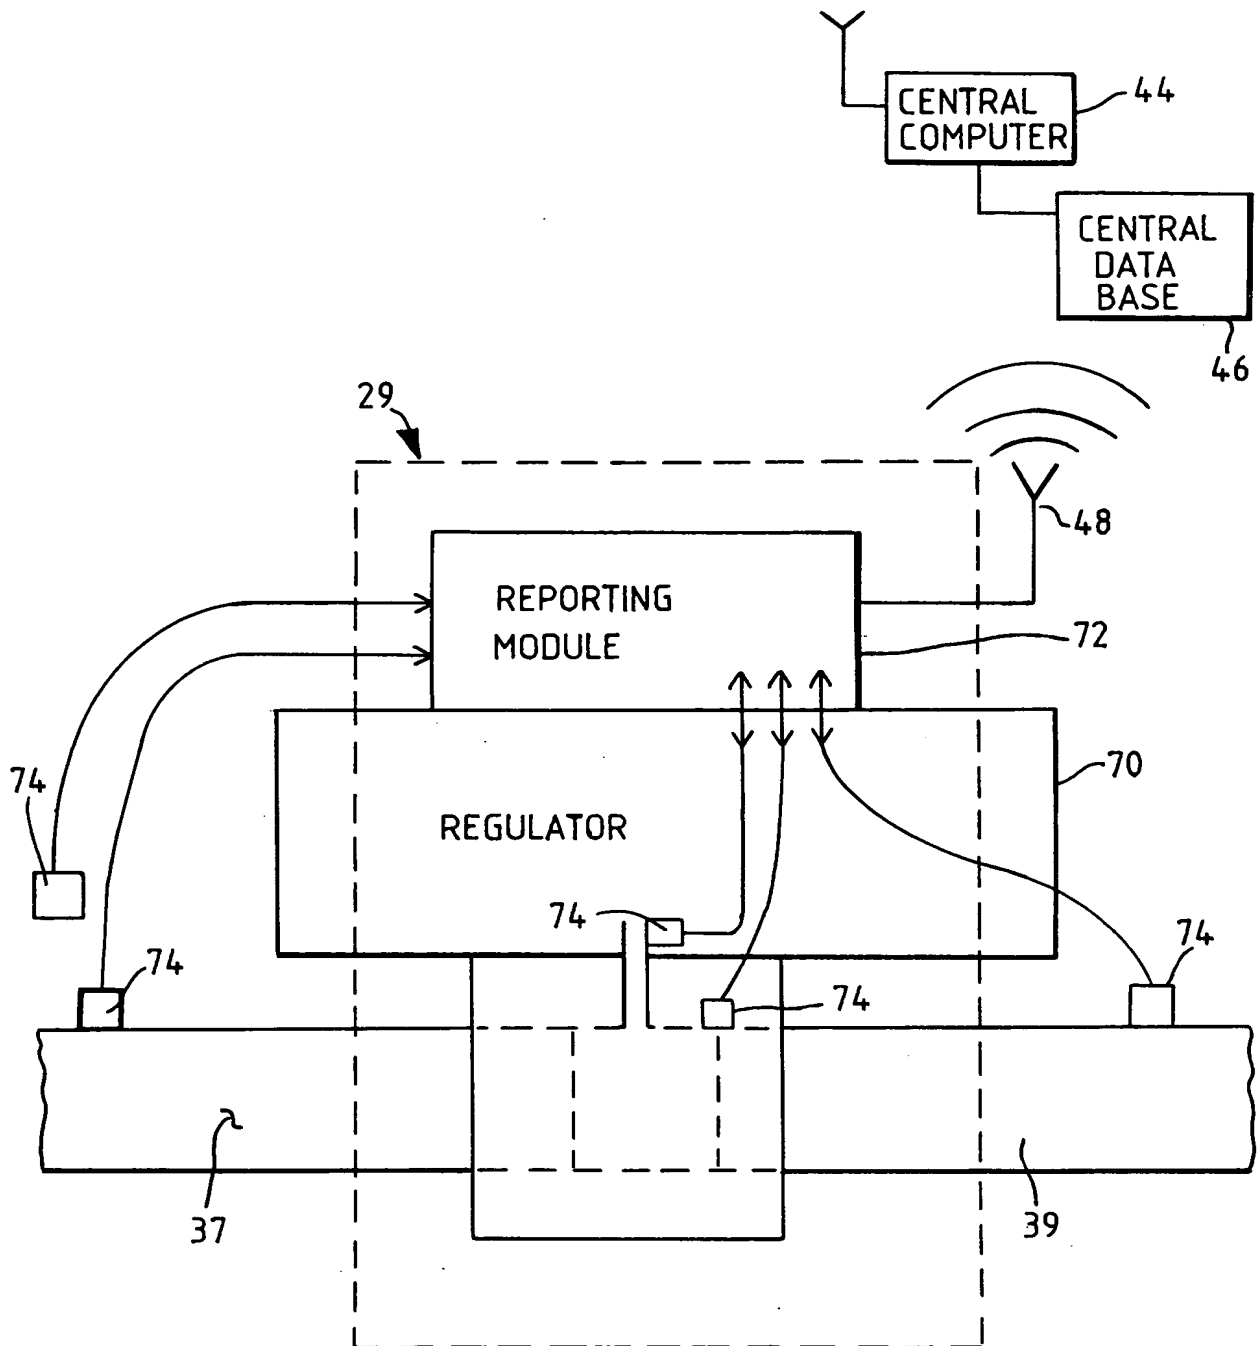 CENTRAL
COMPUTER
44
CENTRAL
DATA
BASE
46
29
48
REPORTING
MODULE
72
70
74
REGULATOR
74
74
74
74
37
39